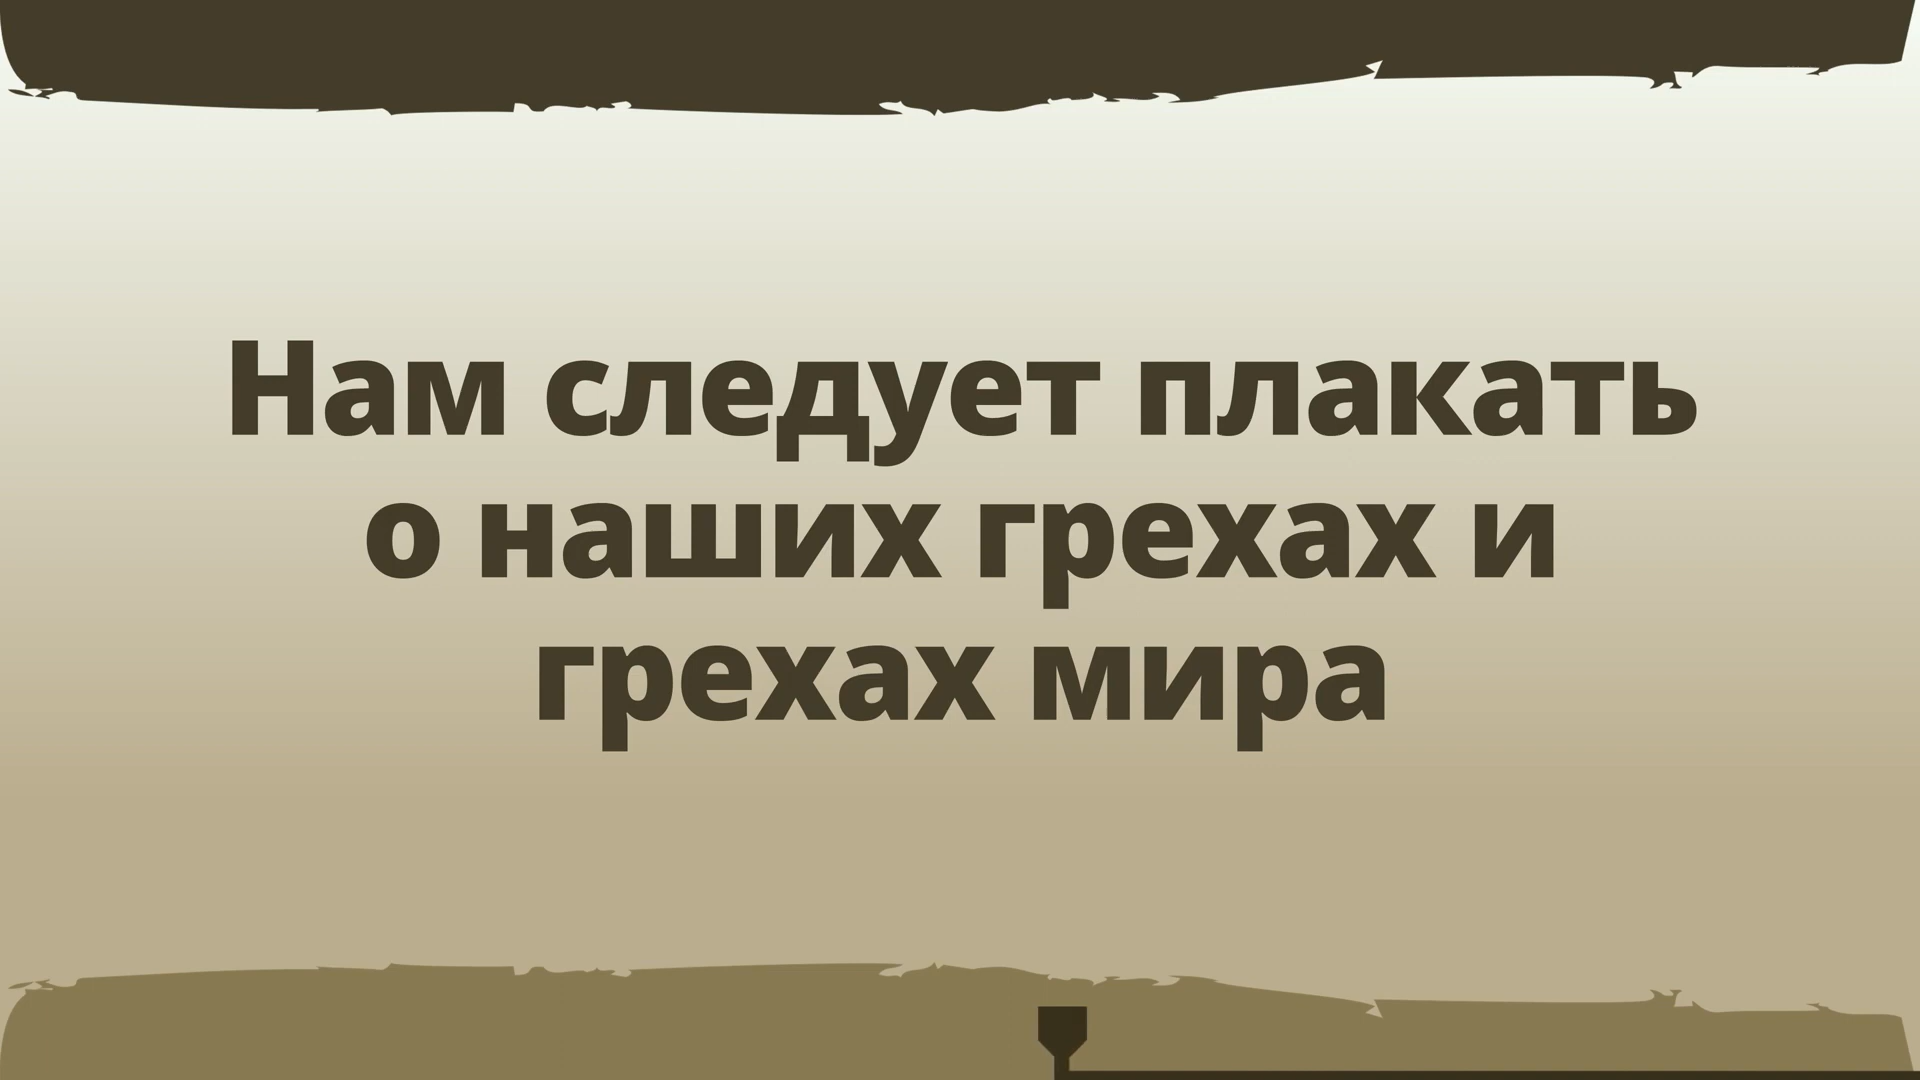 Нам следует плакать
о наших грехах и
грехах мира